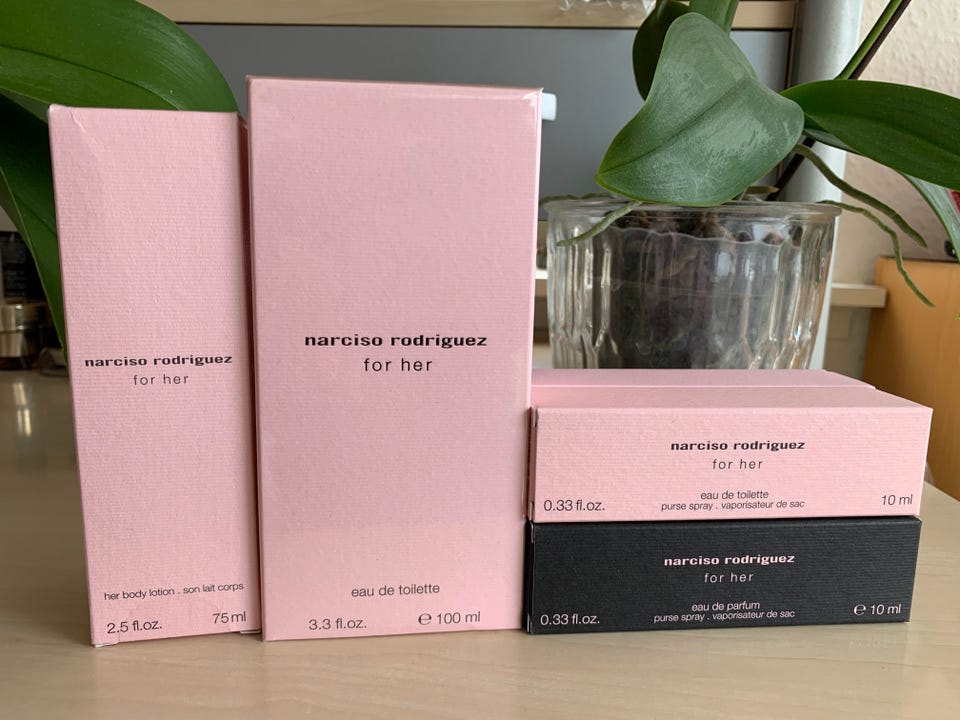 narciso rodriguez
for her
her body lotion . son lait corps
2.5 fl.oz. 75 ml
narciso rodriguez
for her
eau de toilette
3.3 fl.oz. ℮ 100 ml
narciso rodriguez
for her
eau de toilette
purse spray . vaporisateur de sac
0.33 fl.oz. 10 ml
narciso rodriguez
for her
eau de parfum
purse spray . vaporisateur de sac
0.33 fl.oz. ℮ 10 ml